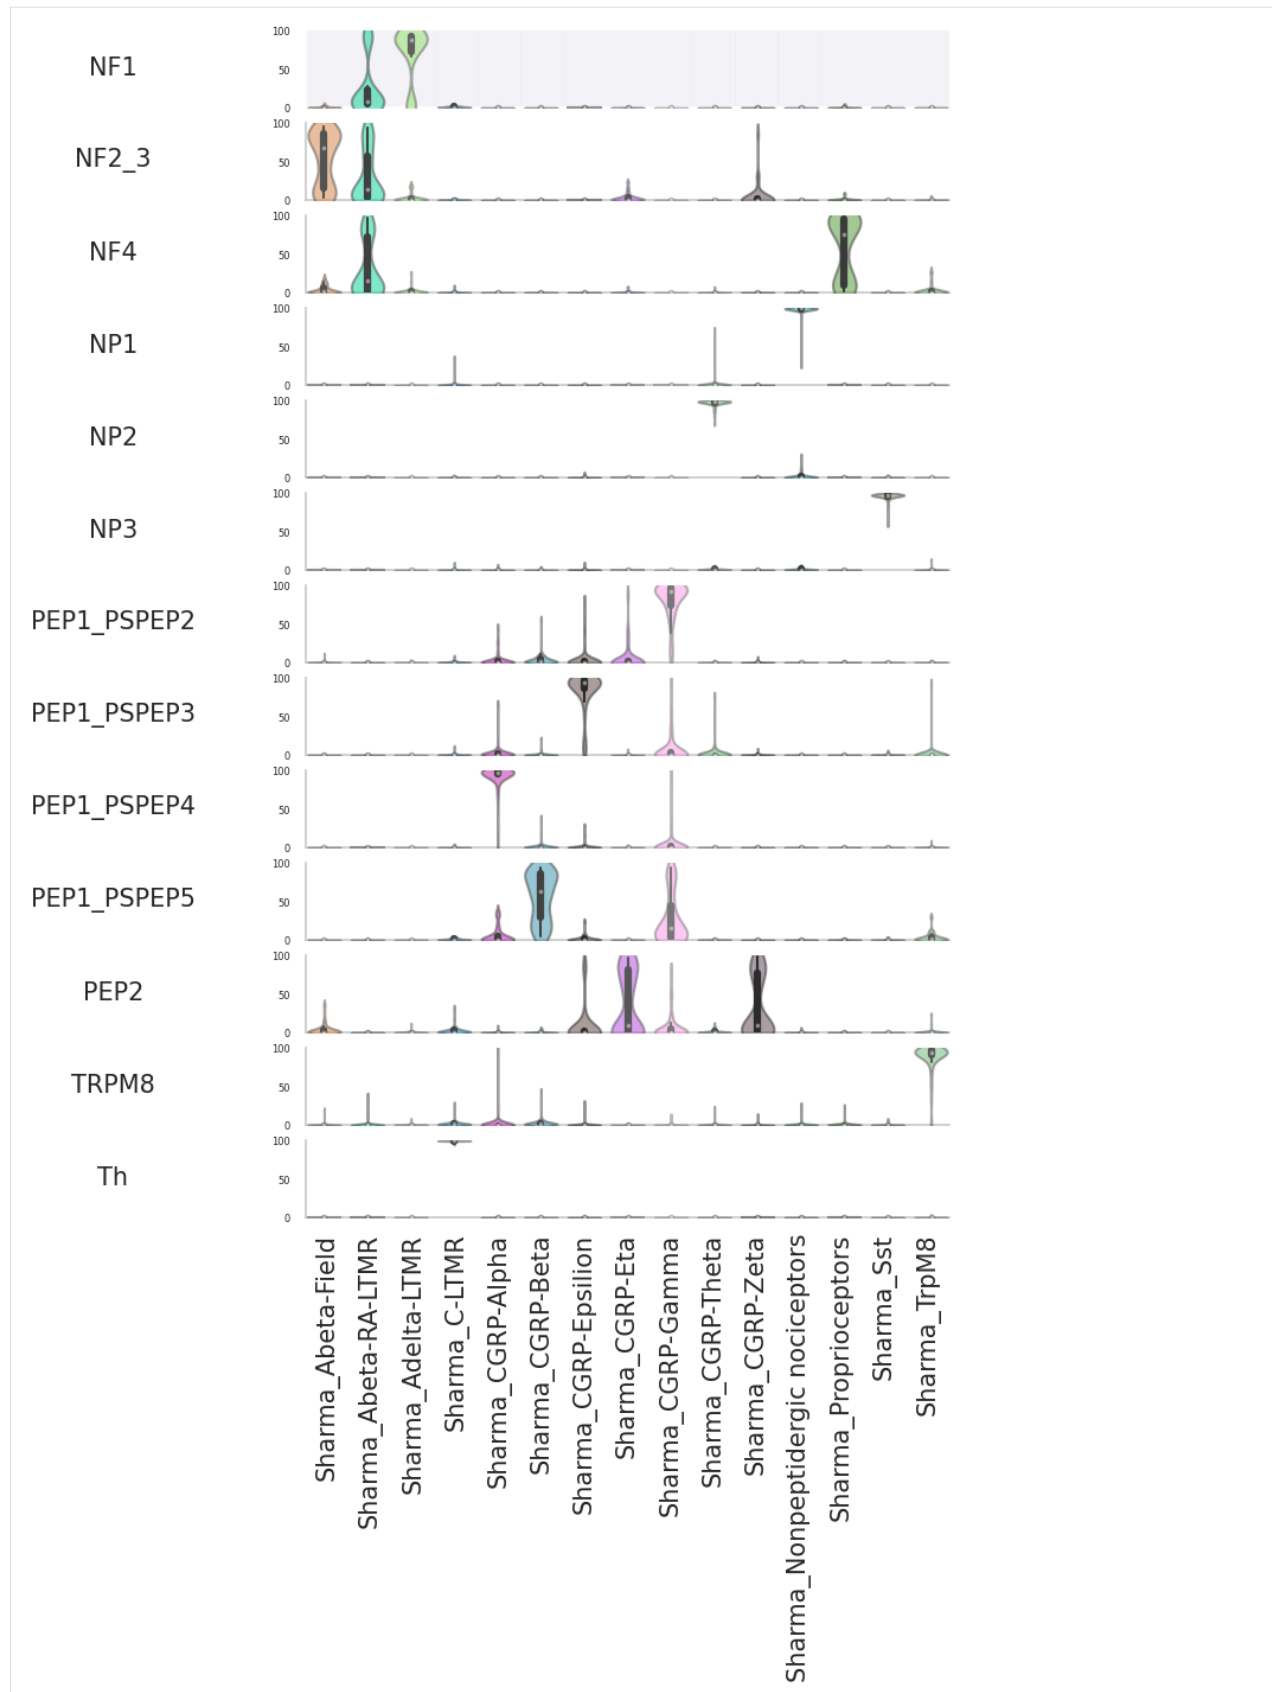 NF1
100
50
0
NF2_3
100
50
0
NF4
100
50
0
NP1
100
50
0
NP2
100
50
0
NP3
100
50
0
PEP1_PSPEP2
100
50
0
PEP1_PSPEP3
100
50
0
PEP1_PSPEP4
100
50
0
PEP1_PSPEP5
100
50
0
PEP2
100
50
0
TRPM8
100
50
0
Th
100
50
0
Sharma_Abeta-Field
Sharma_Abeta-RA-LTMR
Sharma_Adelta-LTMR
Sharma_C-LTMR
Sharma_CGRP-Alpha
Sharma_CGRP-Beta
Sharma_CGRP-Epsilion
Sharma_CGRP-Eta
Sharma_CGRP-Gamma
Sharma_CGRP-Theta
Sharma_CGRP-Zeta
Sharma_Nonpeptidergic nociceptors
Sharma_Proprioceptors
Sharma_Sst
Sharma_TrpM8